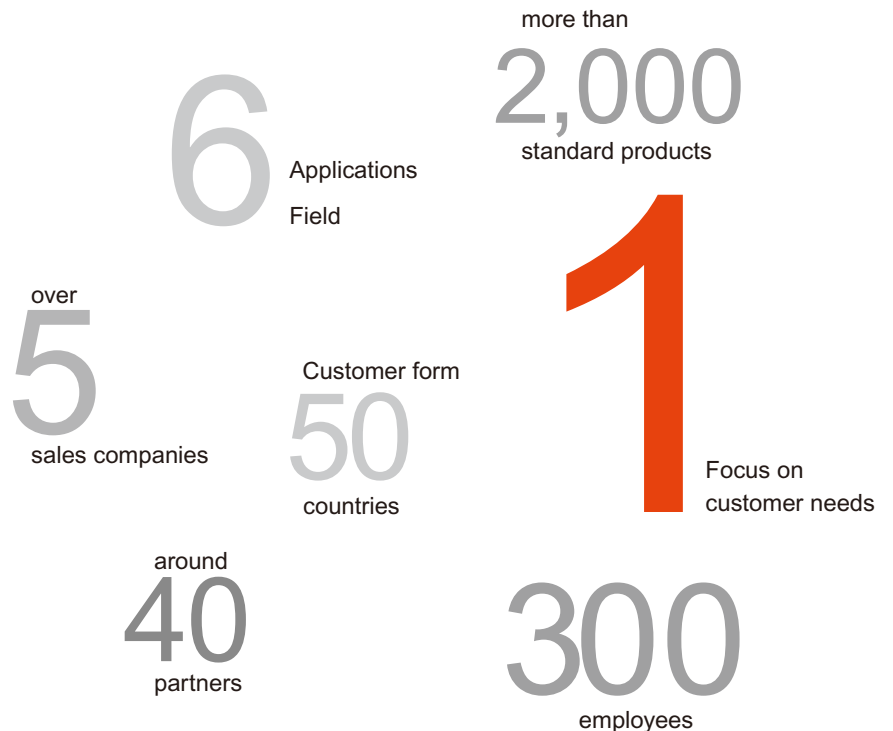 more than
2,000
standard products
6
Applications
Field
1
Focus on
customer needs
over
5
sales companies
Customer form
50
countries
around
40
partners
300
employees